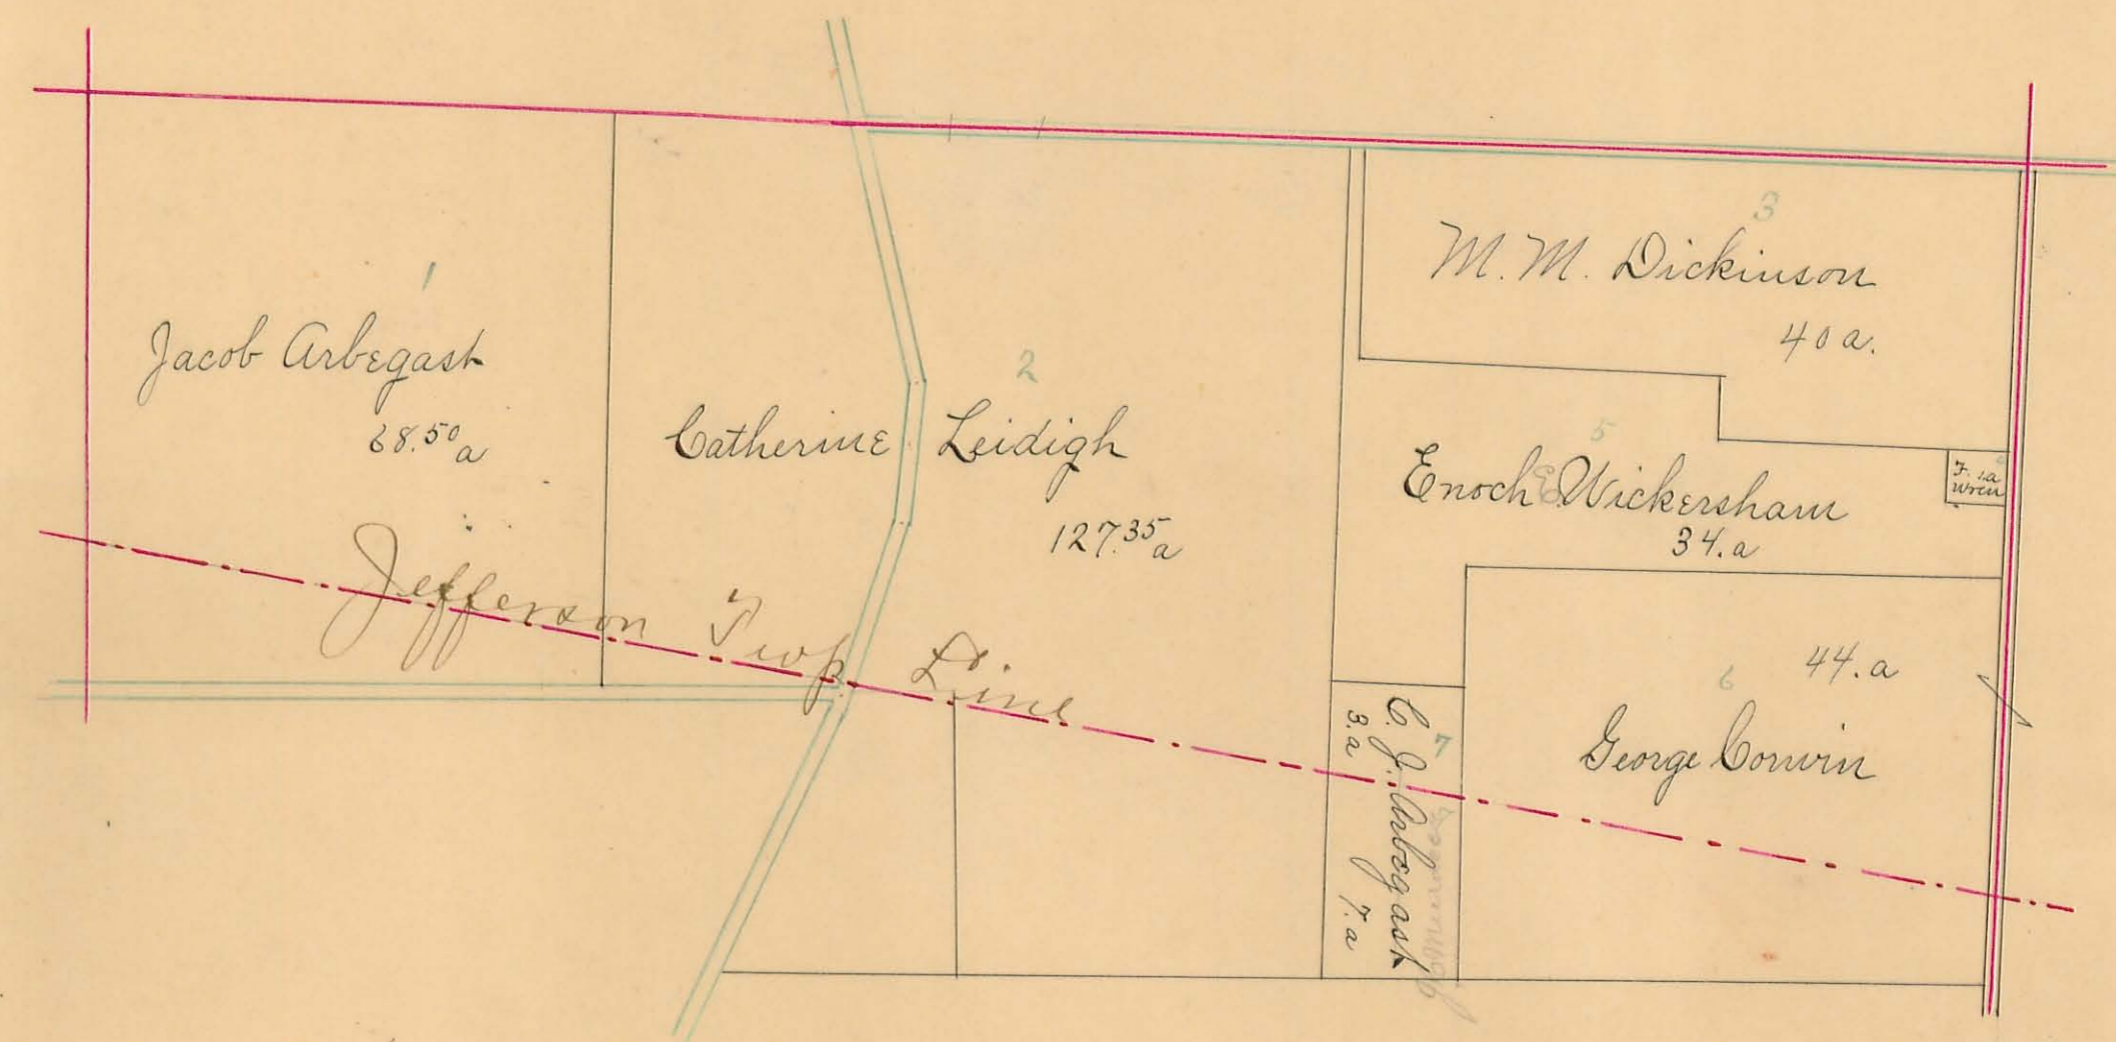 1
Jacob Arbegast
68.50 a
Catherine Leidigh
2
127.35 a
3
M. M. Dickinson
40 a.
5
Enoch Wickersham
34. a
F. 1a
Wren
6
44. a
George Corwin
7
C. J. Arbogast
3. a 7. a
Jefferson Twp Line